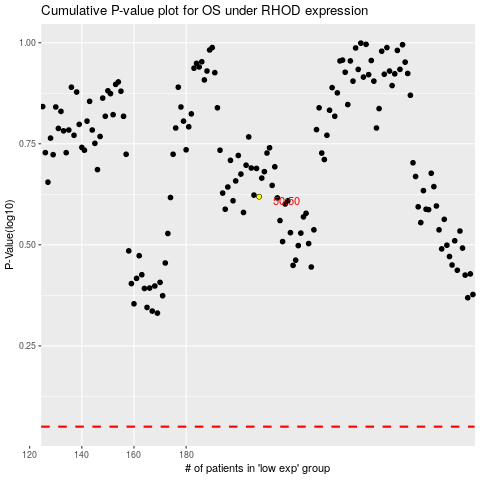 Cumulative P-value plot for OS under RHOD expression
1.00
0.75
0.50
0.25
P-Value(log10)
50:50
120 140 160 180
# of patients in 'low exp' group